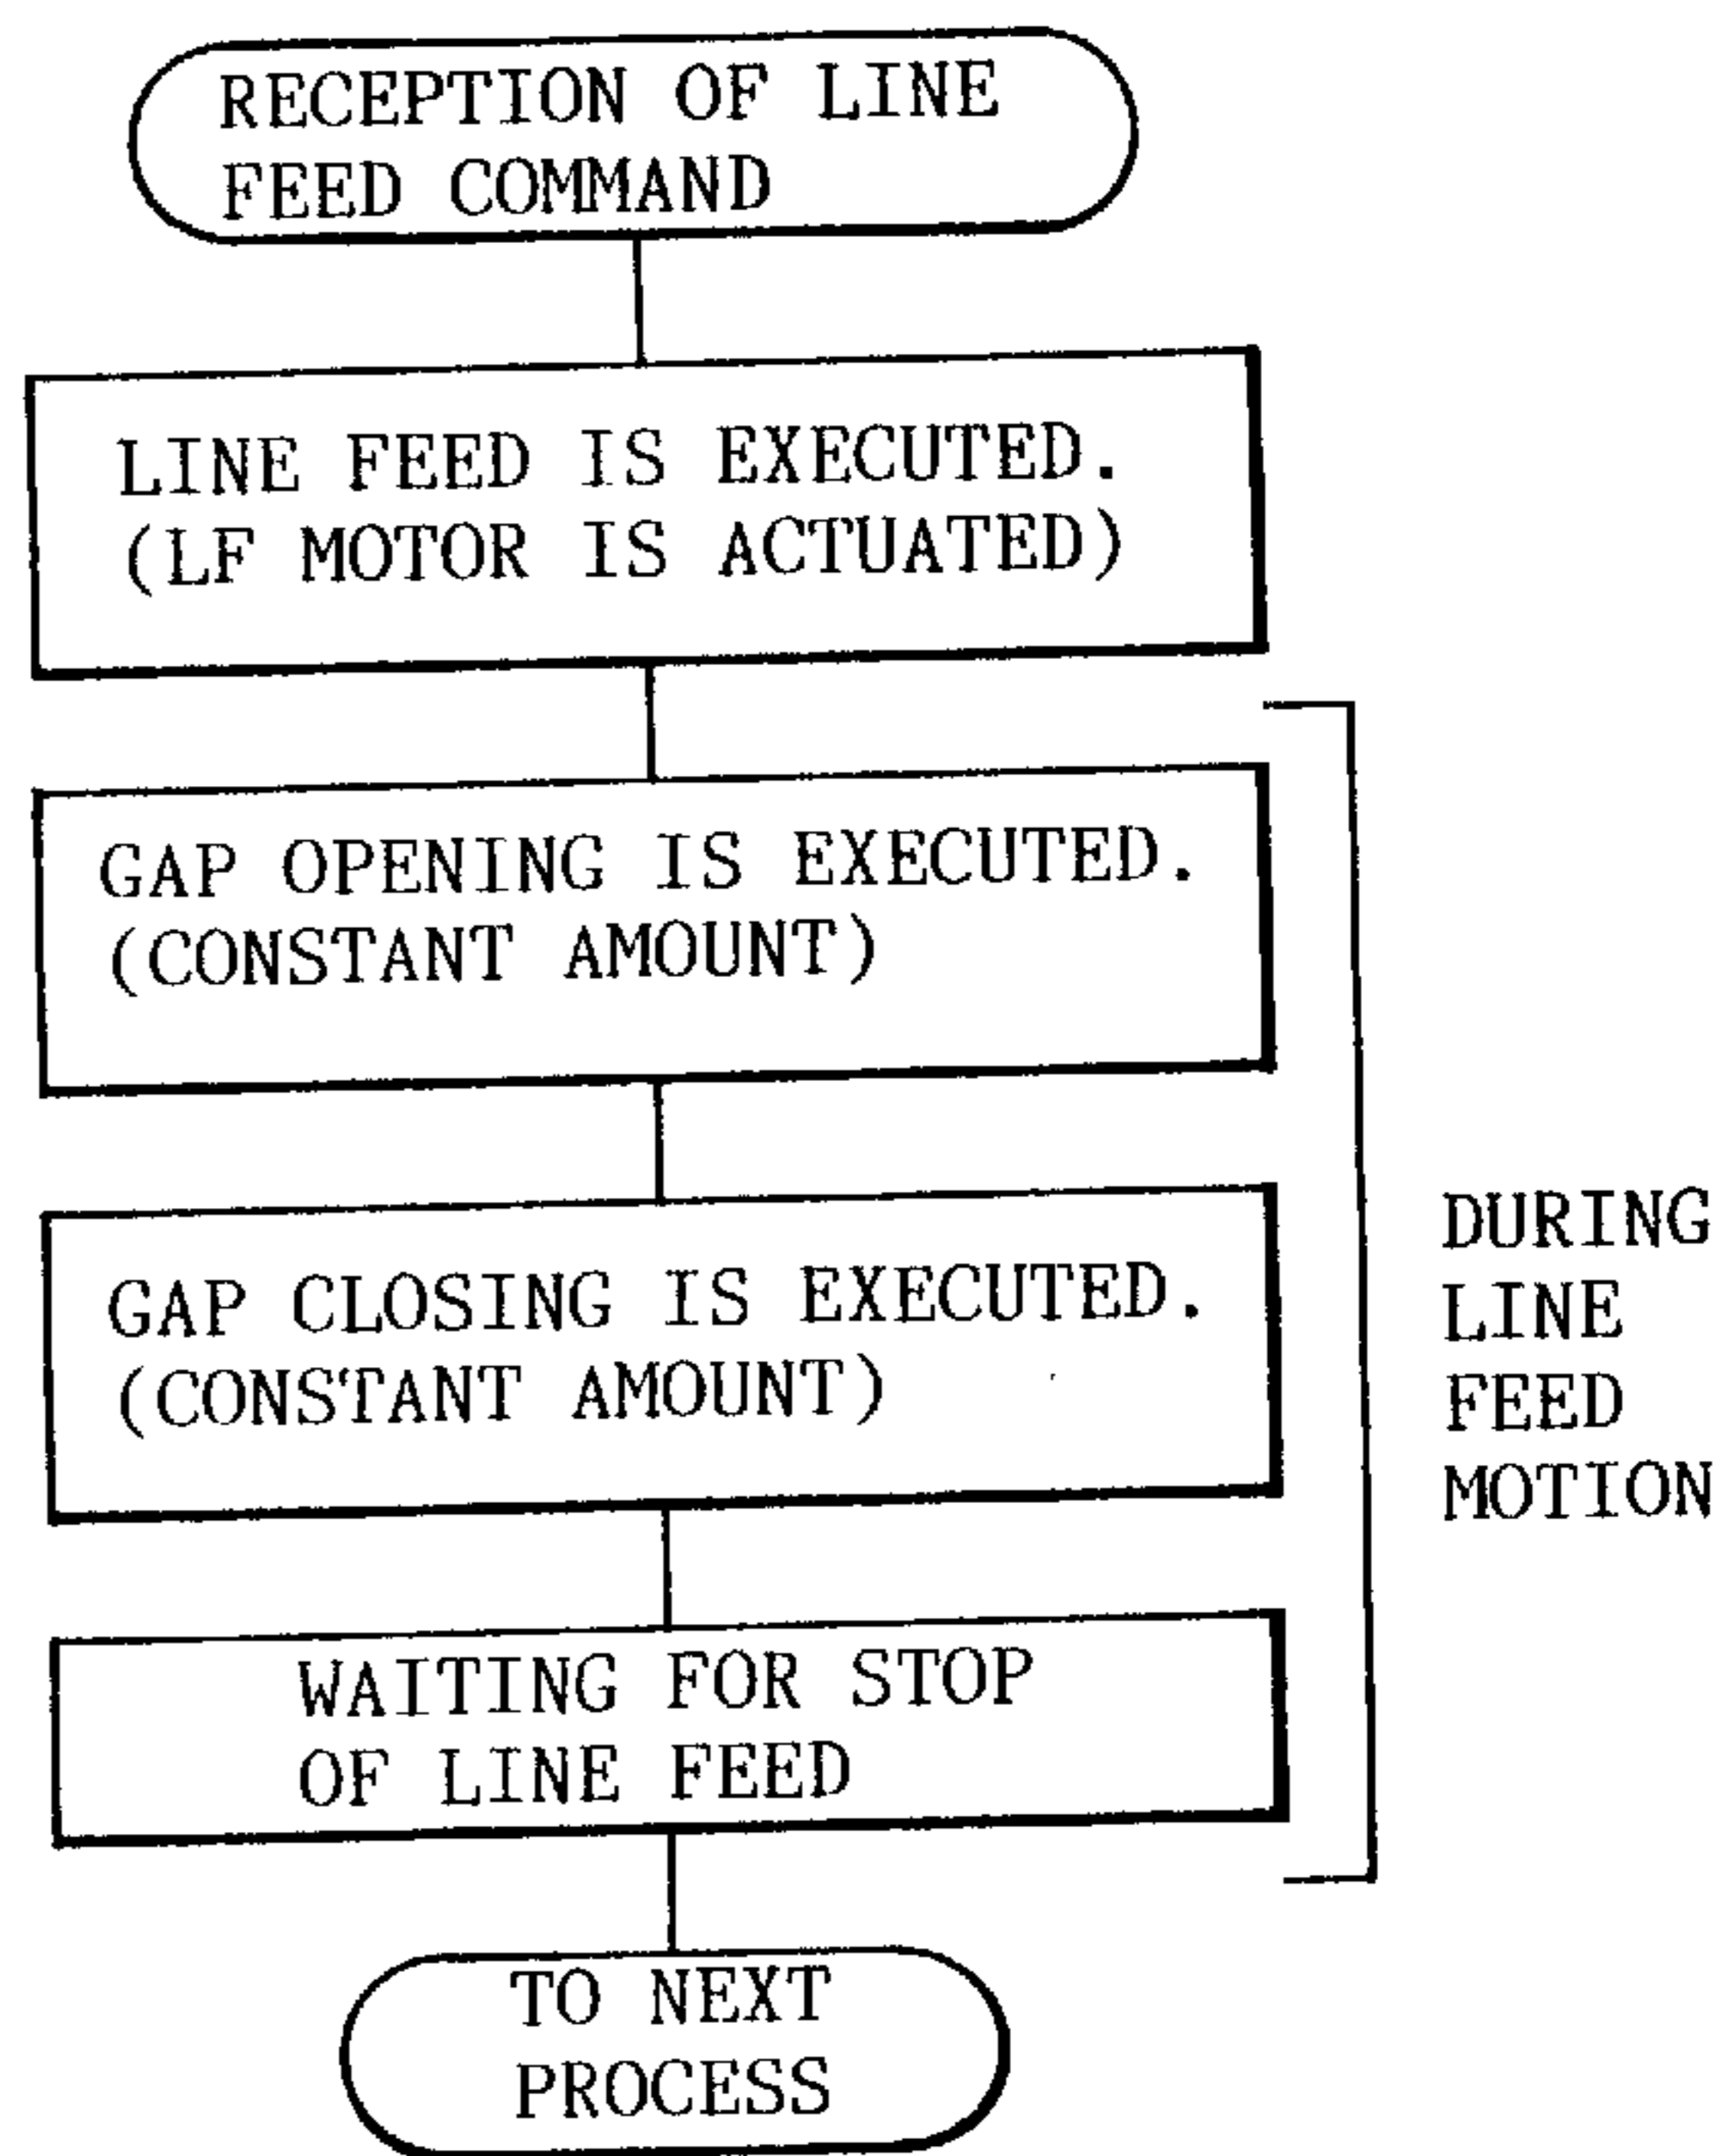 RECEPTION OF LINE
FEED COMMAND
LINE FEED IS EXECUTED.
(LF MOTOR IS ACTUATED)
GAP OPENING IS EXECUTED.
(CONSTANT AMOUNT)
GAP CLOSING IS EXECUTED.
(CONSTANT AMOUNT)
WAITING FOR STOP
OF LINE FEED
TO NEXT
PROCESS
DURING
LINE
FEED
MOTION